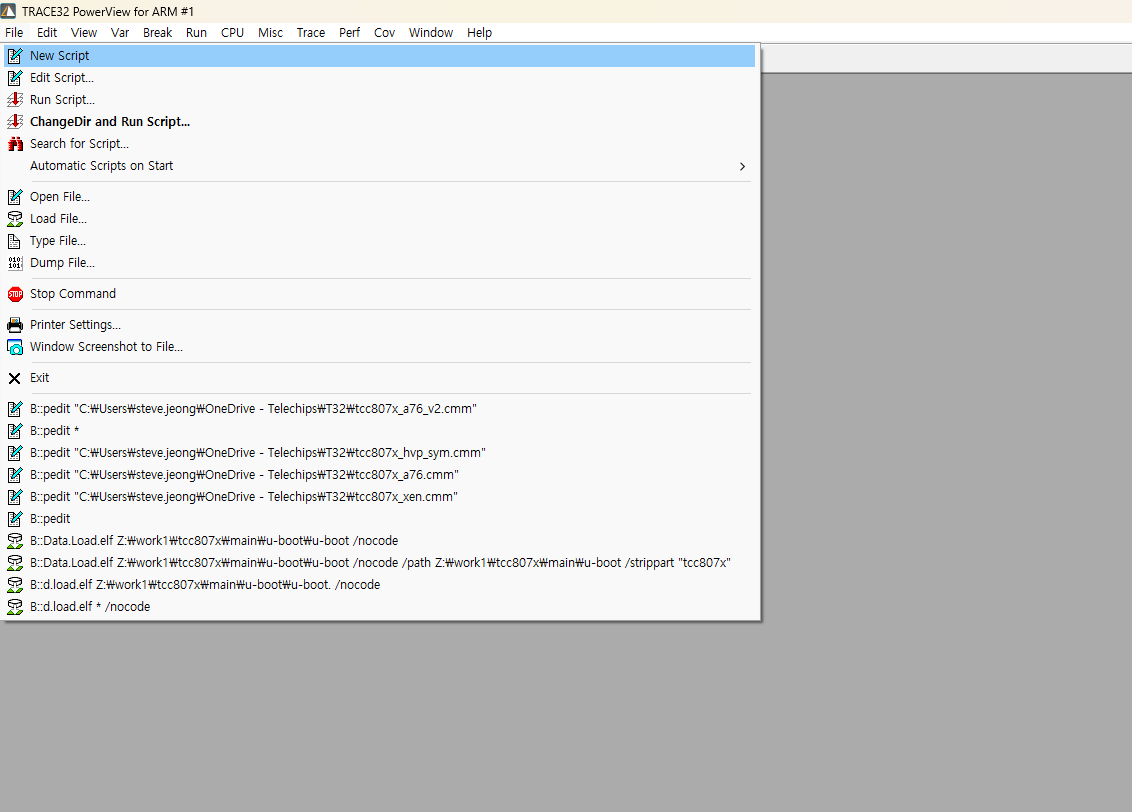 TRACE32 PowerView for ARM #1
File Edit View Var Break Run CPU Misc Trace Perf Cov Window Help
New Script
Edit Script...
Run Script...
ChangeDir and Run Script...
Search for Script...
Automatic Scripts on Start
Open File...
Load File...
Type File...
Dump File...
STOP Stop Command
Printer Settings...
Window Screenshot to File...
Exit
B::pedit "C:₩Users₩steve.jeong₩OneDrive - Telechips₩T32₩tcc807x_a76_v2.cmm"
B::pedit *
B::pedit "C:₩Users₩steve.jeong₩OneDrive - Telechips₩T32₩tcc807x_hvp_sym.cmm"
B::pedit "C:₩Users₩steve.jeong₩OneDrive - Telechips₩T32₩tcc807x_a76.cmm"
B::pedit "C:₩Users₩steve.jeong₩OneDrive - Telechips₩T32₩tcc807x_xen.cmm"
B::pedit
B::Data.Load.elf Z:₩work1₩tcc807x₩main₩u-boot₩u-boot /nocode
B::Data.Load.elf Z:₩work1₩tcc807x₩main₩u-boot₩u-boot /nocode /path Z:₩work1₩tcc807x₩main₩u-boot /strippart "tcc807x"
B::d.load.elf Z:₩work1₩tcc807x₩main₩u-boot₩u-boot. /nocode
B::d.load.elf * /nocode